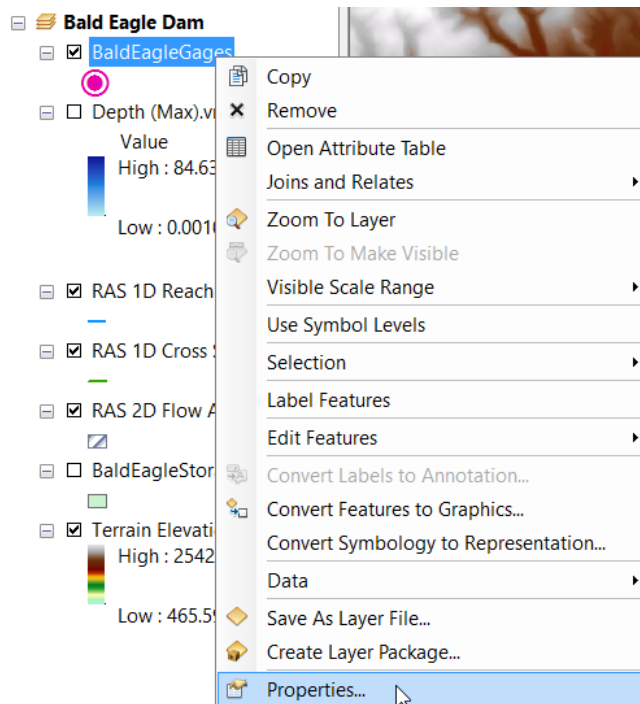 Bald Eagle Dam
BaldEagleGages
Depth (Max).
Value
High : 84.63
Low : 0.001
RAS 1D Reach
RAS 1D Cross
RAS 2D Flow
BaldEagleStor
Terrain Elevati
High : 2542
Low : 465.5
Copy
Remove
Open Attribute Table
Joins and Relates
Zoom To Layer
Zoom To Make Visible
Visible Scale Range
Use Symbol Levels
Selection
Label Features
Edit Features
Convert Labels to Annotation...
Convert Features to Graphics...
Convert Symbology to Representation...
Data
Save As Layer File...
Create Layer Package...
Properties...